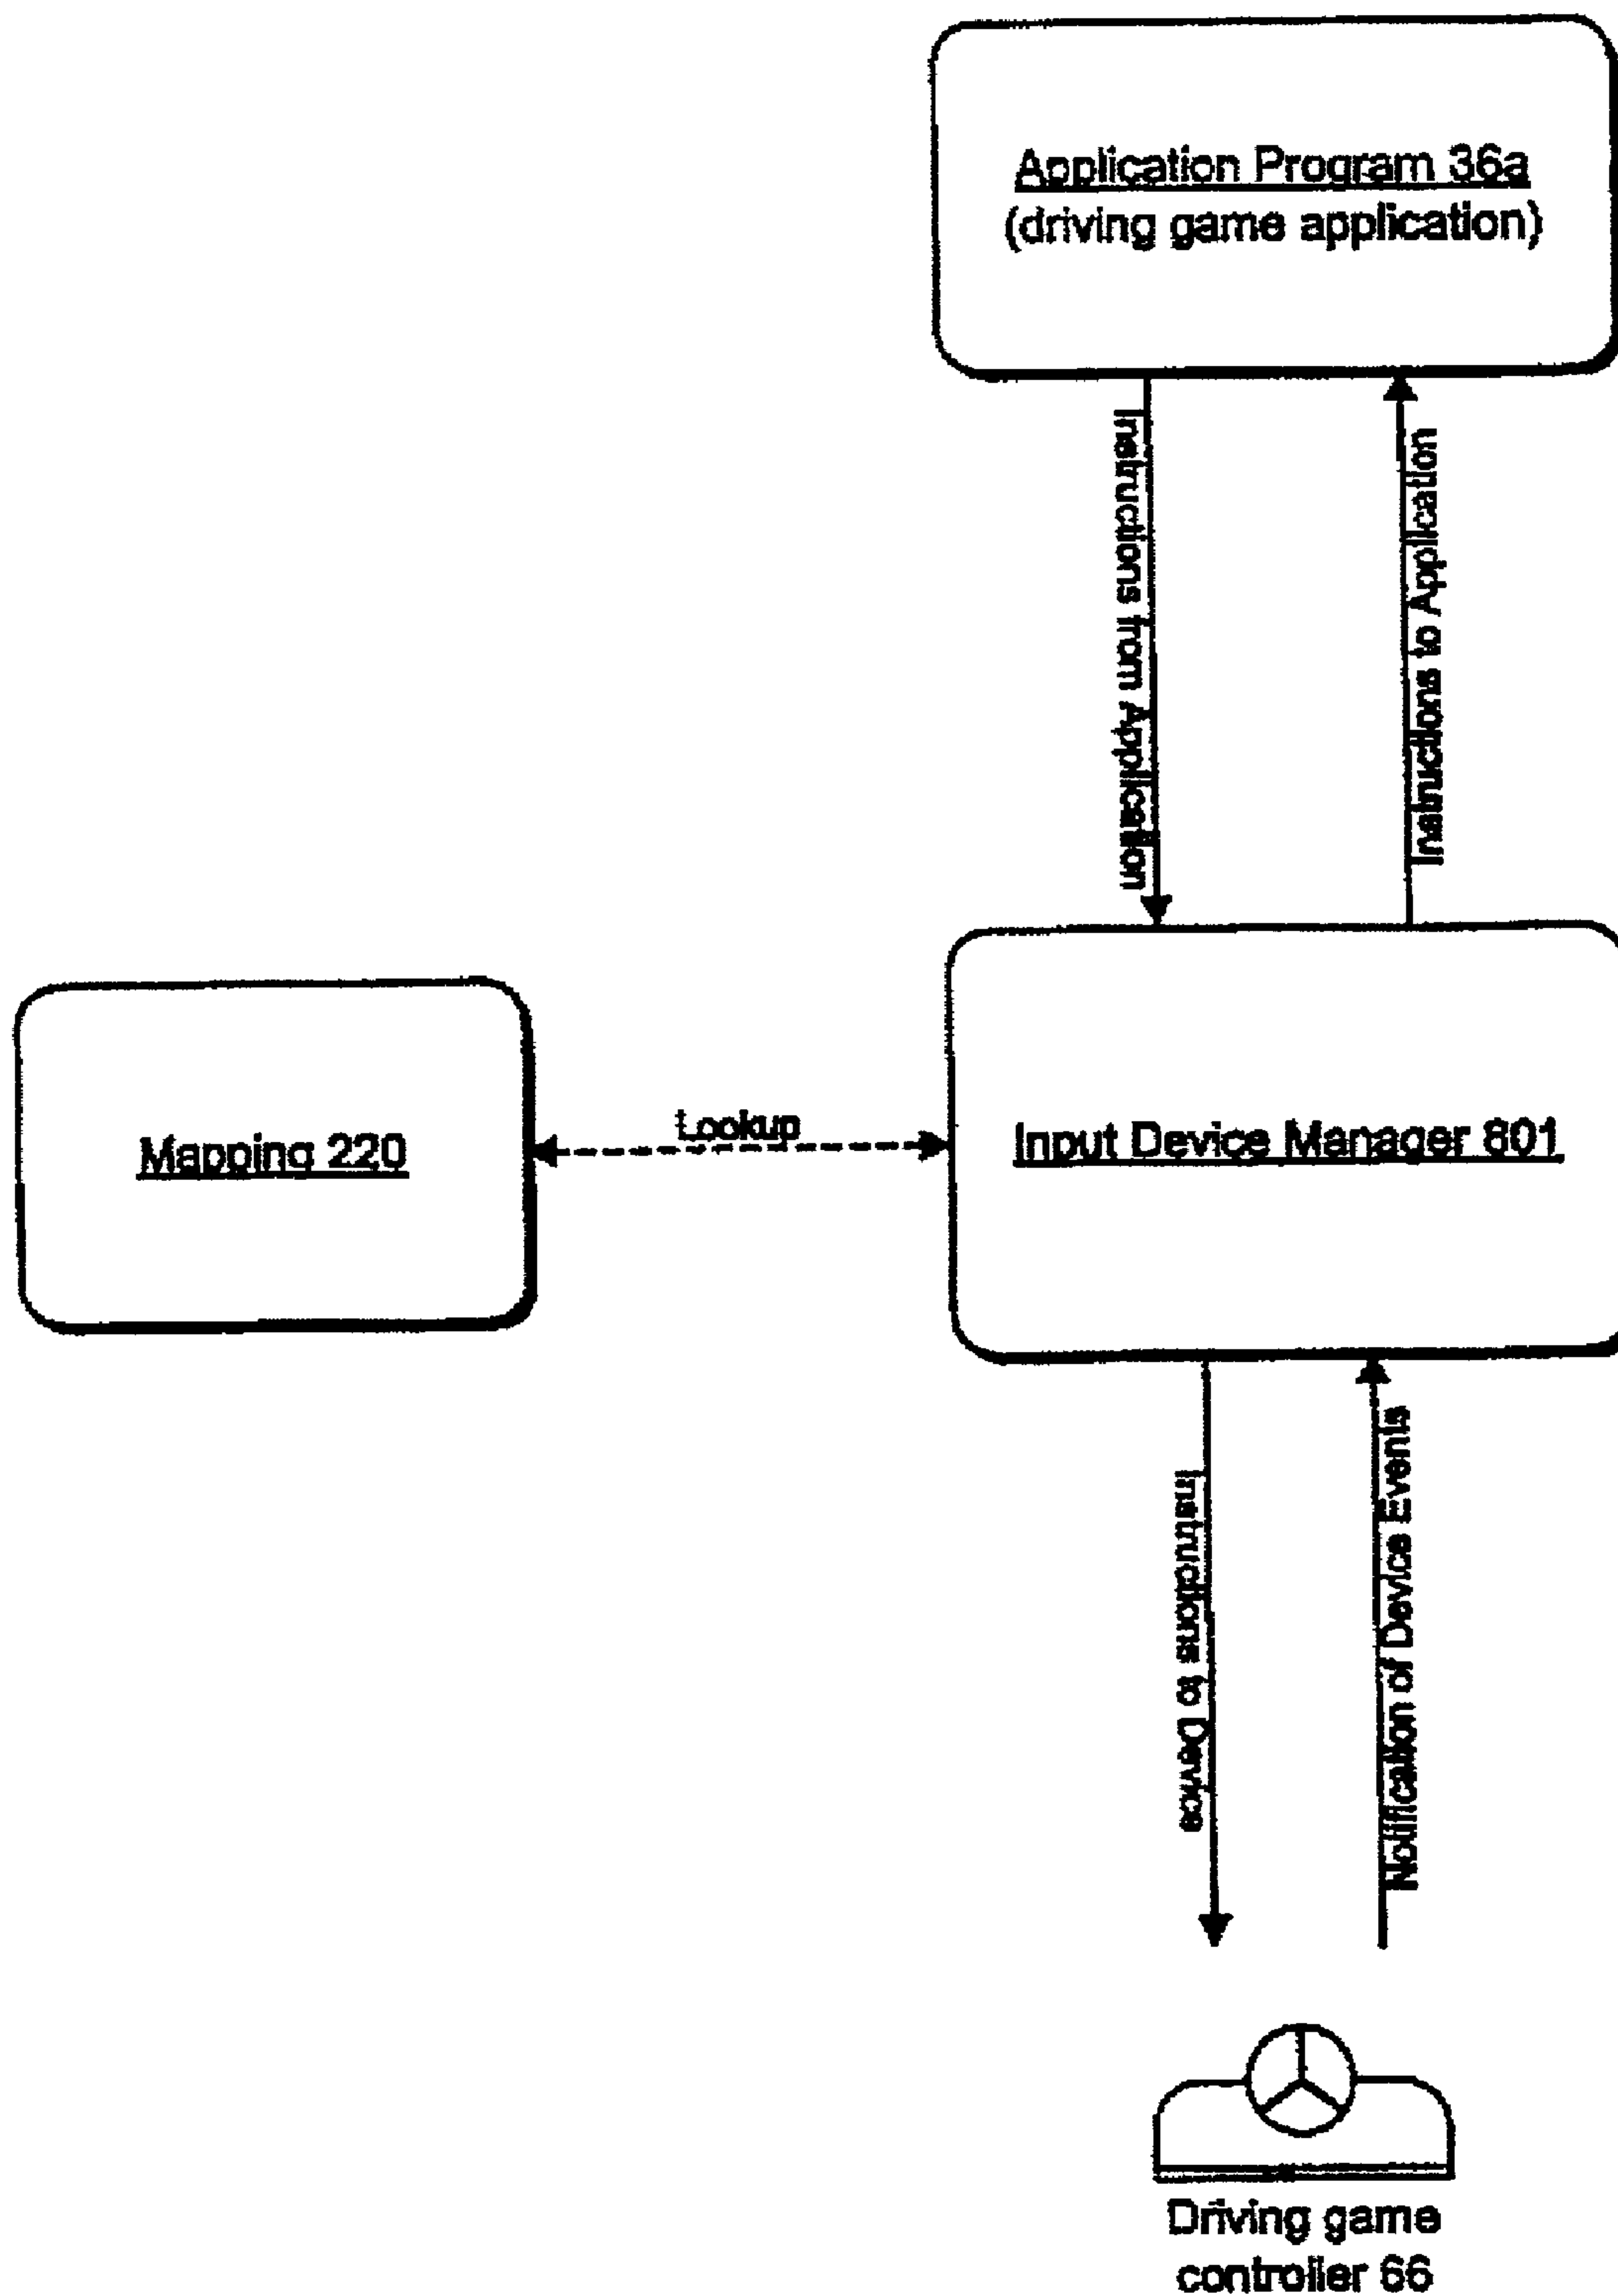 Application Program 36a
(driving game application)
Instructions from Application
Instructions to Application
Mapping 220
Lookup
Input Device Manager 801
Instructions to Device
Notification of Device Events
Driving game
controller 66